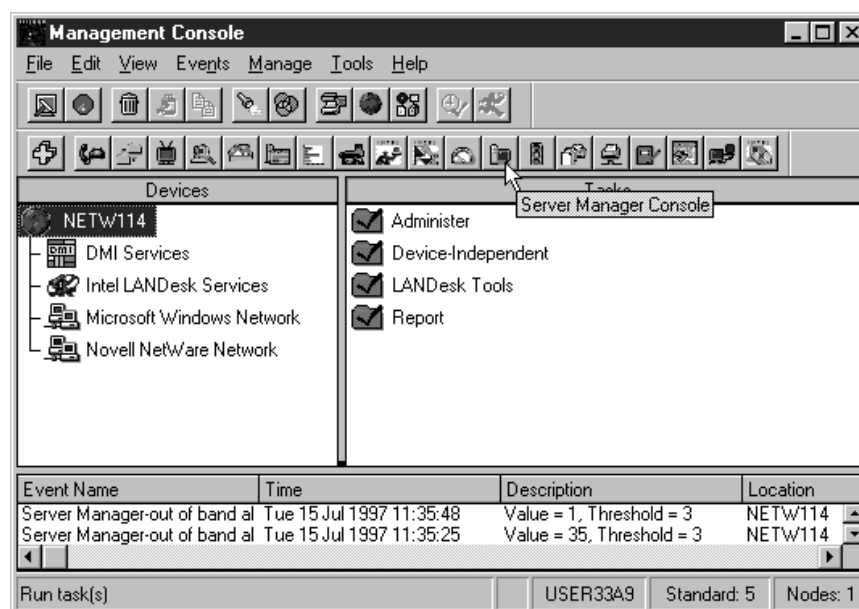 Management Console
File Edit View Events Manage Tools Help
Devices
Server Manager Console
NETW114
DMI Services
Intel LANDesk Services
Microsoft Windows Network
Novell NetWare Network
Administer
Device-Independent
LANDesk Tools
Report
Event Name Time Description Location
Server Manager-out of band al Tue 15 Jul 1997 11:35:48 Value = 1, Threshold = 3 NETW114
Server Manager-out of band al Tue 15 Jul 1997 11:35:25 Value = 35, Threshold = 3 NETW114
Run task(s) USER33A9 Standard: 5 Nodes: 1